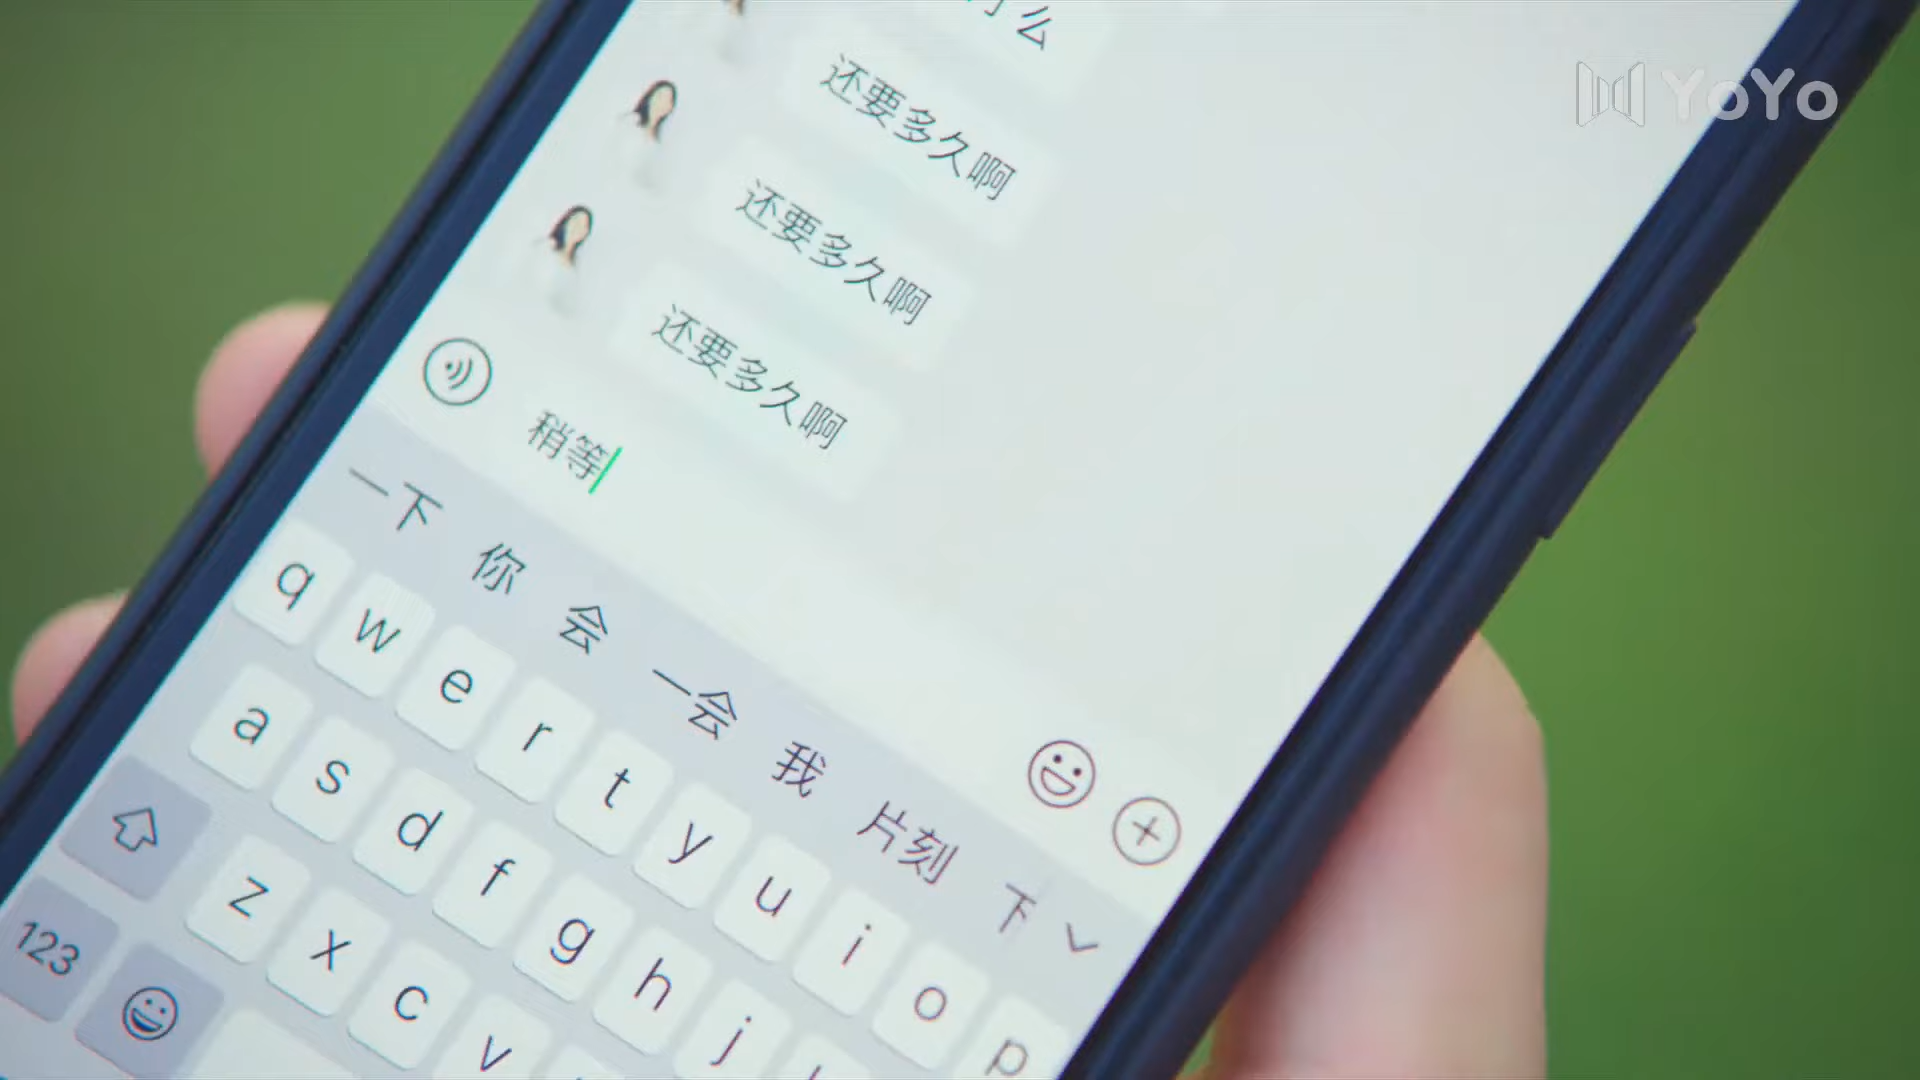 么
YoYo
还要多久啊
还要多久啊
还要多久啊
稍等
一下 你 会 一会 我 片刻 下
q w e r t y u i o p
a s d f g h j
z x c v
123